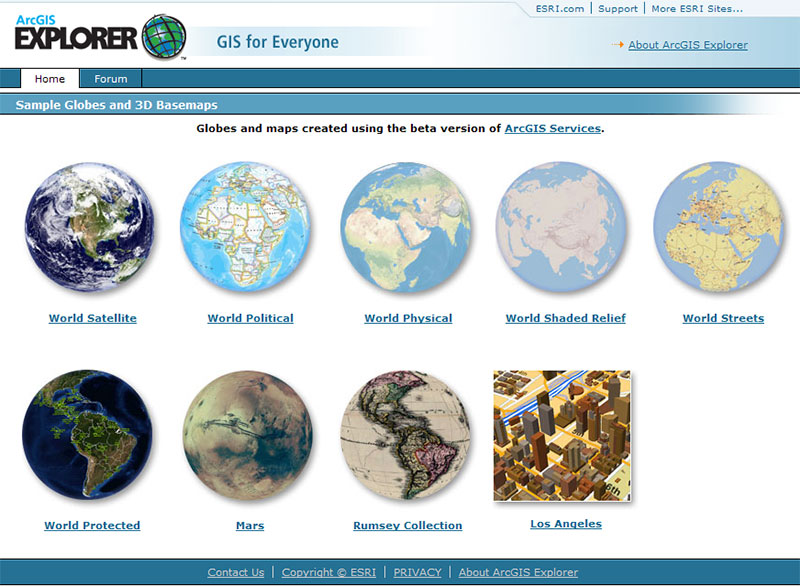 ArcGIS
EXPLORER™
GIS for Everyone
ESRI.com | Support | More ESRI Sites...
About ArcGIS Explorer
Home Forum
Sample Globes and 3D Basemaps
Globes and maps created using the beta version of ArcGIS Services.
World Satellite World Political World Physical World Shaded Relief World Streets
6th
World Protected Mars Rumsey Collection Los Angeles
Contact Us | Copyright © ESRI | PRIVACY | About ArcGIS Explorer